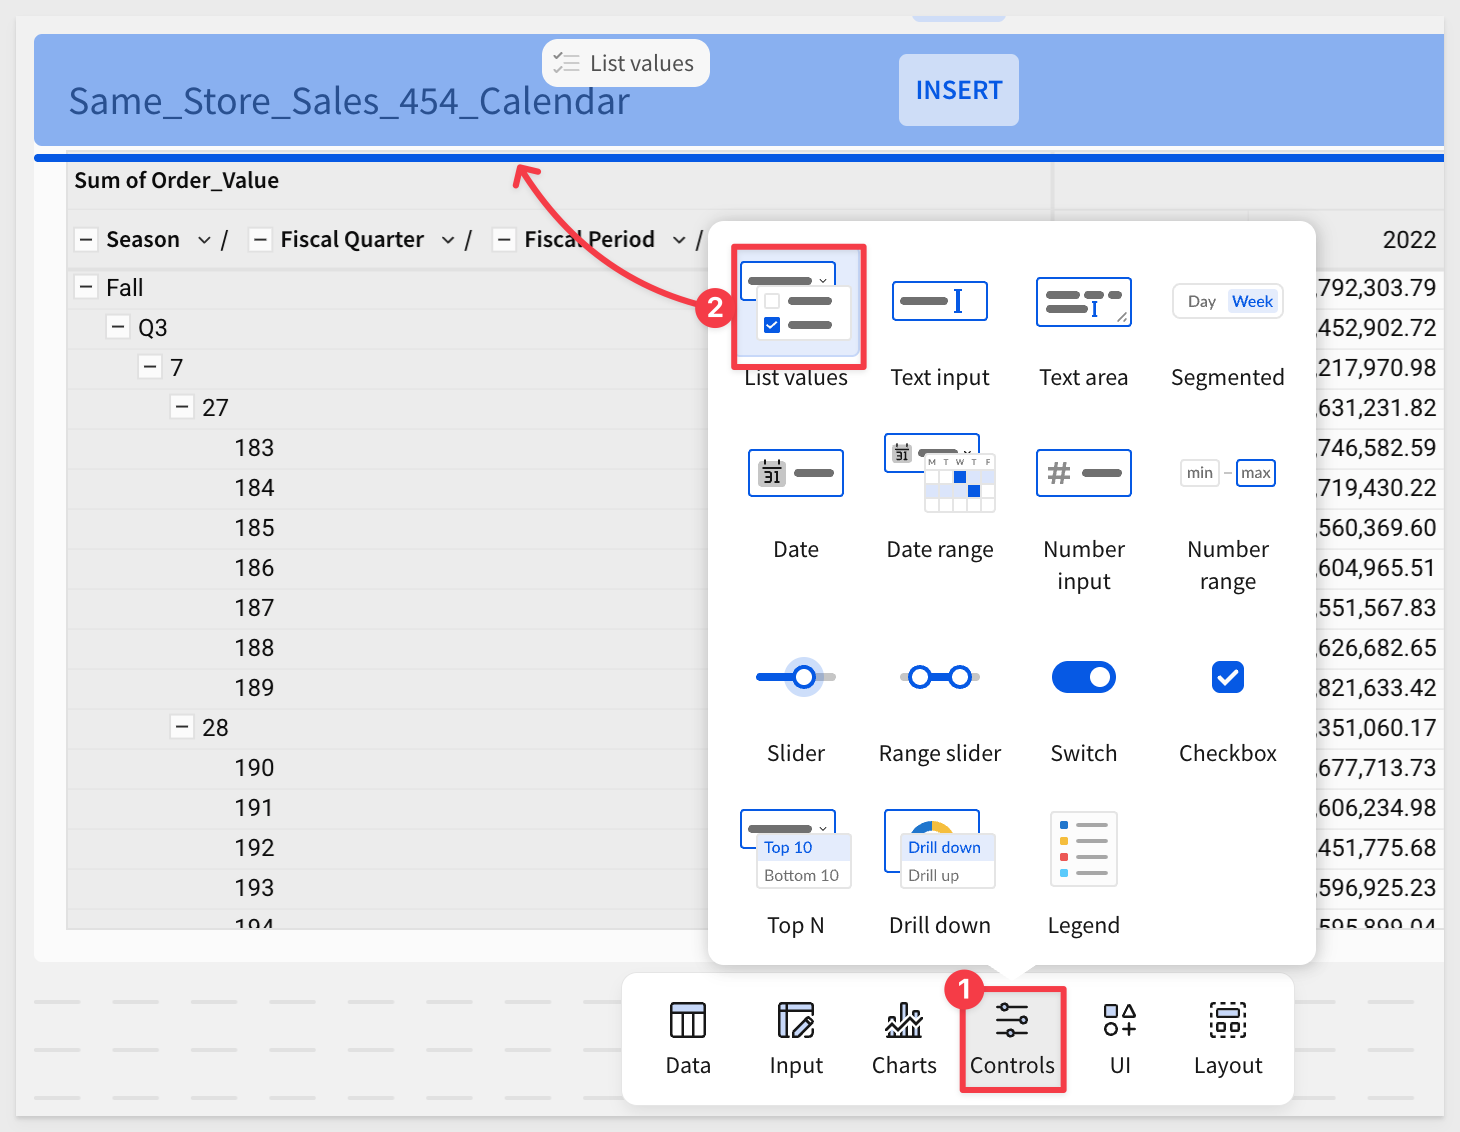 List values
Same_Store_Sales_454_Calendar
INSERT
Sum of Order_Value
Season / Fiscal Quarter / Fiscal Period /
2022
Fall
,792,303.79
Q3
,452,902.72
7
,217,970.98
27
,631,231.82
183
,746,582.59
184
,719,430.22
185
,560,369.60
186
,604,965.51
187
,551,567.83
188
,626,682.65
189
,821,633.42
28
,351,060.17
190
,677,713.73
191
,606,234.98
192
,451,775.68
193
,596,925.23
194
,595,899.04
2
List values
Text input
Text area
Day Week
Segmented
31
Date
31
M T W T F
Date range
#
Number
input
min - max
Number
range
Slider
Range slider
Switch
Checkbox
Top 10
Bottom 10
Top N
Drill down
Drill up
Drill down
Legend
1
Data
Input
Charts
Controls
UI
Layout